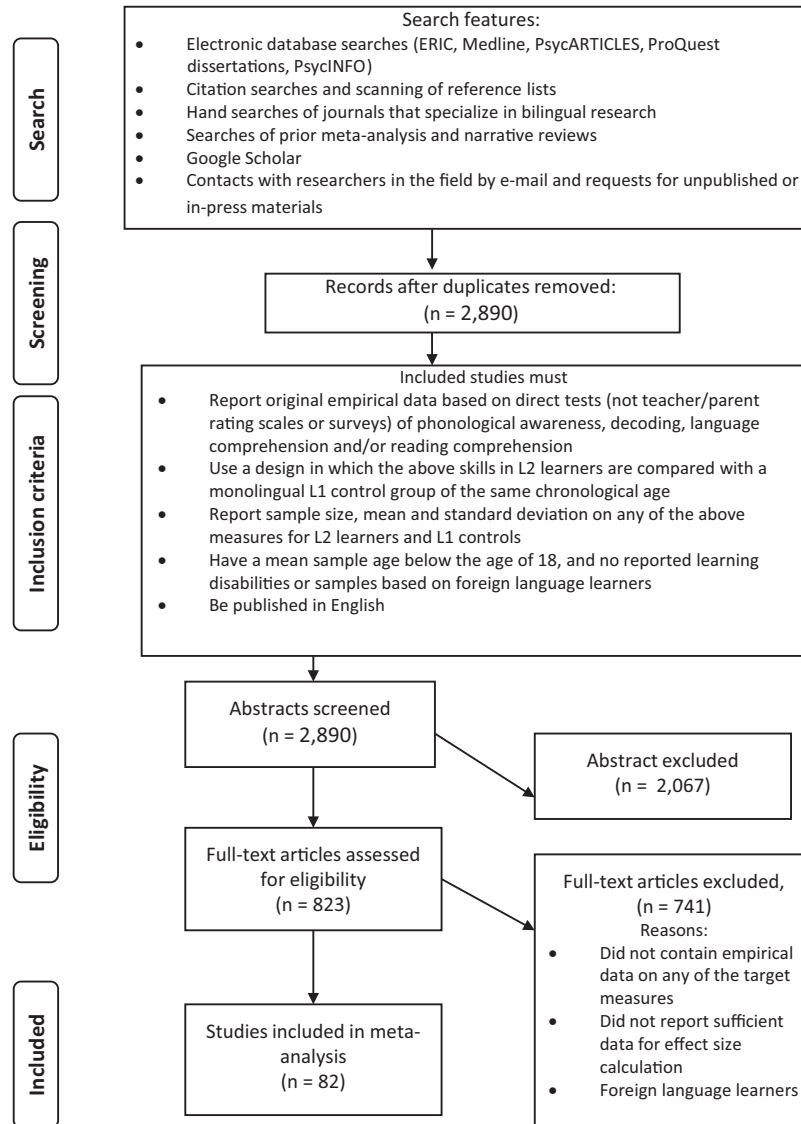 Search
Search features:
• Electronic database searches (ERIC, Medline, PsycARTICLES, ProQuest
dissertations, PsycINFO)
• Citation searches and scanning of reference lists
• Hand searches of journals that specialize in bilingual research
• Searches of prior meta-analysis and narrative reviews
• Google Scholar
• Contacts with researchers in the field by e-mail and requests for unpublished or
in-press materials
Screening
Records after duplicates removed:
(n = 2,890)
Inclusion criteria
Included studies must
• Report original empirical data based on direct tests (not teacher/parent
rating scales or surveys) of phonological awareness, decoding, language
comprehension and/or reading comprehension
• Use a design in which the above skills in L2 learners are compared with a
monolingual L1 control group of the same chronological age
• Report sample size, mean and standard deviation on any of the above
measures for L2 learners and L1 controls
• Have a mean sample age below the age of 18, and no reported learning
disabilities or samples based on foreign language learners
• Be published in English
Eligibility
Abstracts screened
(n = 2,890)
Abstract excluded
(n = 2,067)
Full-text articles assessed
for eligibility
(n = 823)
Full-text articles excluded,
(n = 741)
Reasons:
• Did not contain empirical
data on any of the target
measures
• Did not report sufficient
data for effect size
calculation
• Foreign language learners
Included
Studies included in meta-
analysis
(n = 82)